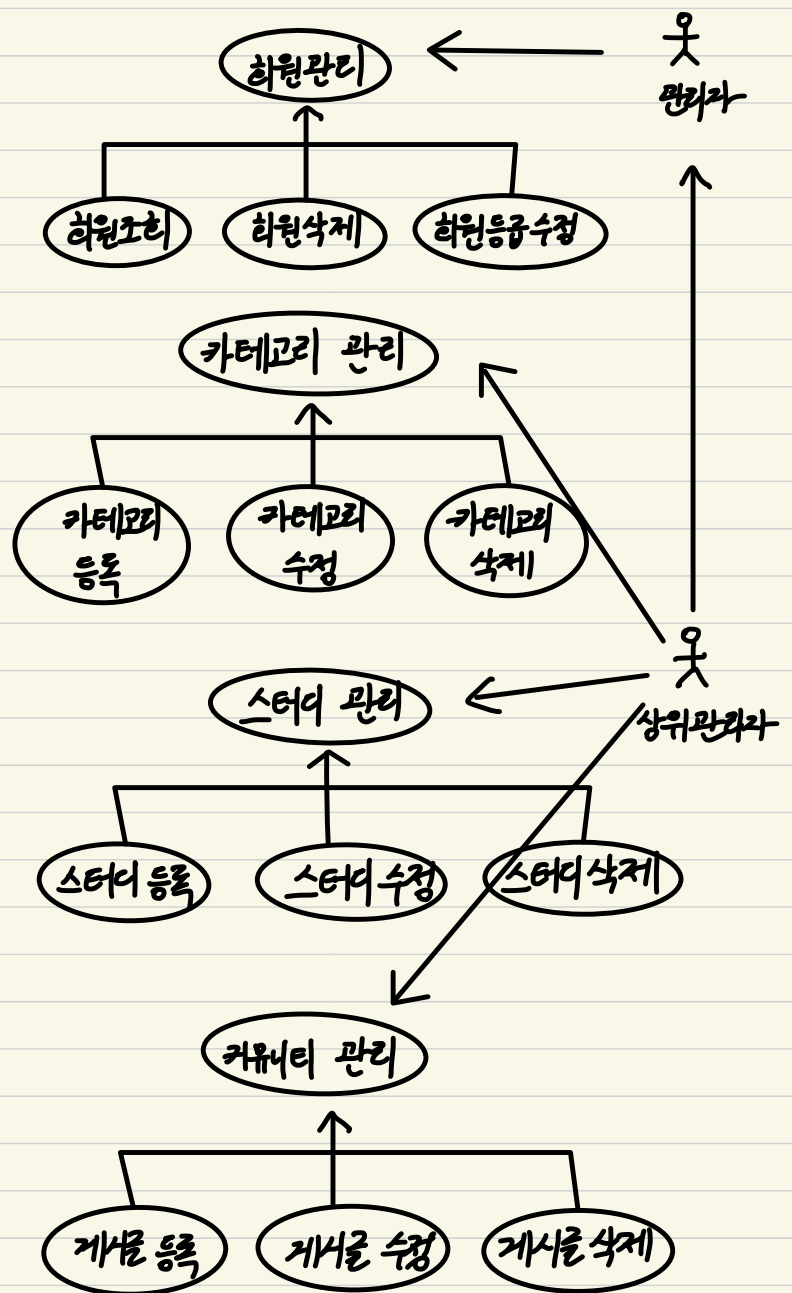 회원관리
관리자
회원조회
회원삭제
회원등급수정
카테고리 관리
카테고리
등록
카테고리
수정
카테고리
삭제
스터디 관리
상위관리자
스터디 등록
스터디 수정
스터디 삭제
커뮤니티 관리
게시글 등록
게시글 수정
게시글 삭제